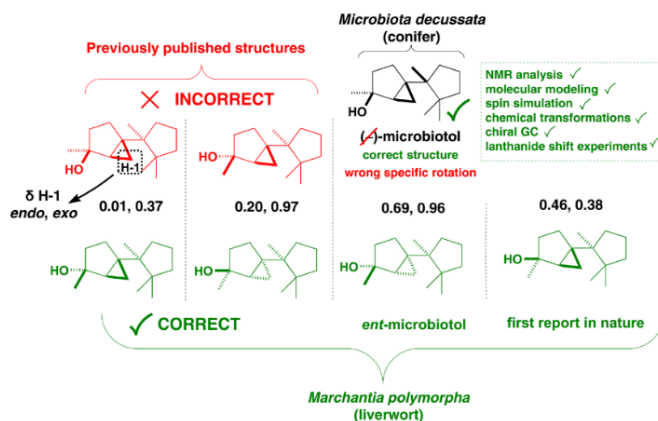 Microbiota decussata
(conifer)
Previously published structures
INCORRECT
HO
H-1
HO
HO
(-)-microbiotol
correct structure
wrong specific rotation
NMR analysis ✓
molecular modeling ✓
spin simulation ✓
chemical transformations ✓
chiral GC ✓
lanthanide shift experiments ✓
δ H-1
endo, exo
0.01, 0.37
0.20, 0.97
0.69, 0.96
0.46, 0.38
HO
HO
HO
HO
CORRECT
ent-microbiotol
first report in nature
Marchantia polymorpha
(liverwort)